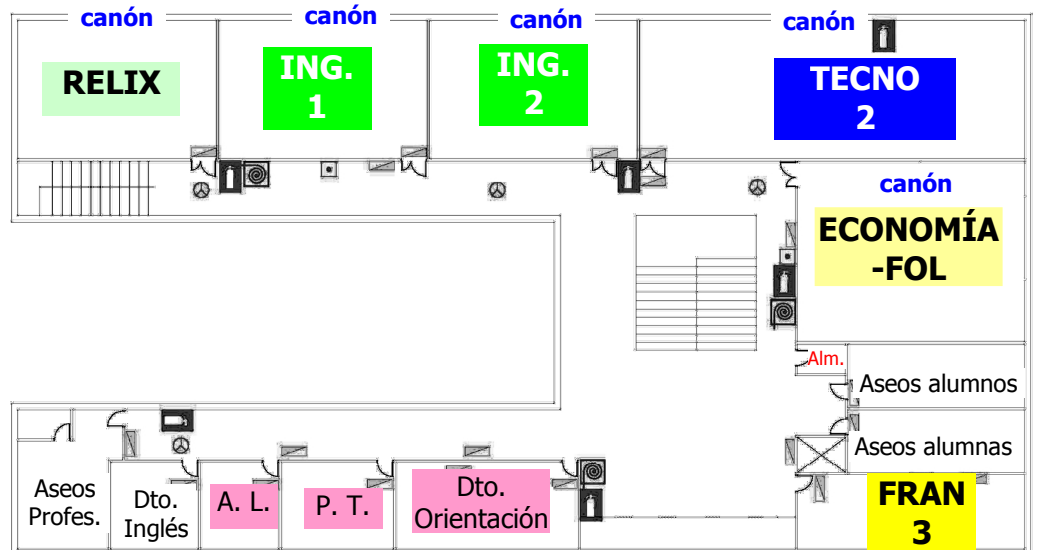 canón
canón
canón
canón
RELIX
ING.
1
ING.
2
TECNO
2
canón
ECONOMÍA
-FOL
Alm.
Aseos alumnos
Aseos alumnas
FRAN
3
Aseos
Profes.
Dto.
Inglés
A. L.
P. T.
Dto.
Orientación